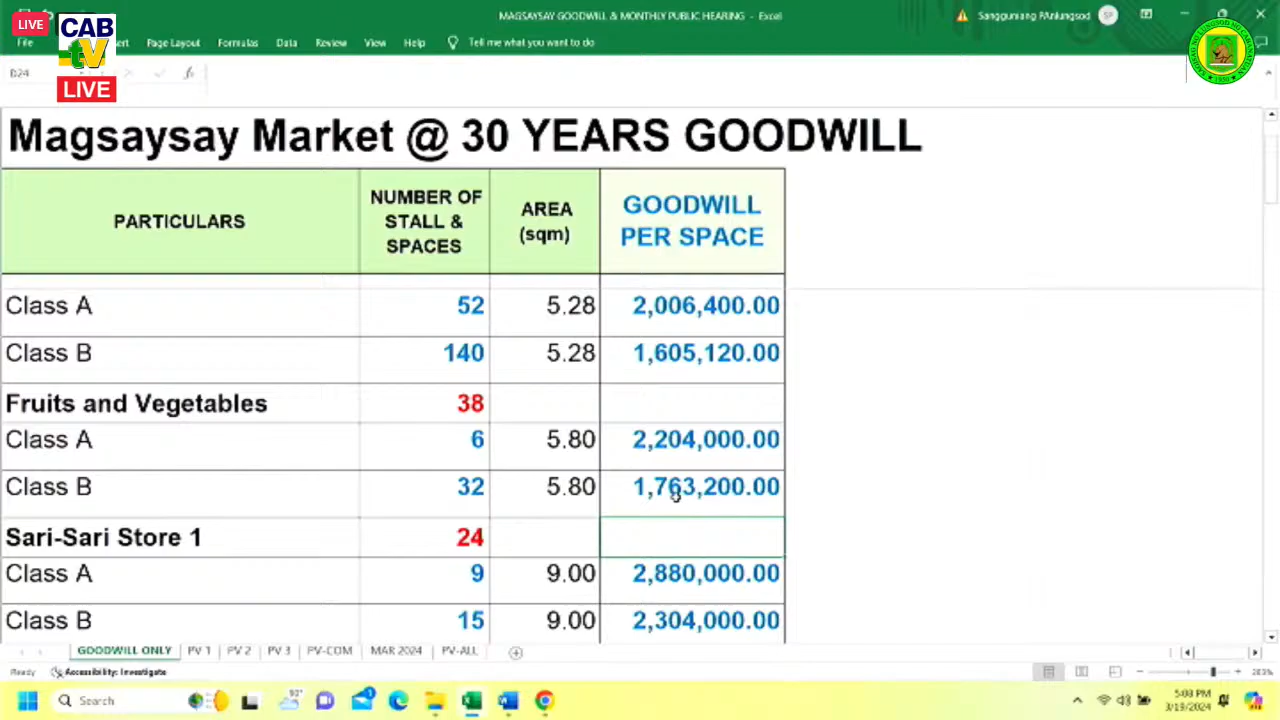 LIVE
CAB
tv
LIVE
MAGSAYSAY GOODWILL & MONTHLY PUBLIC HEARING - Excel
Sangguniang PAnlungsod
SP
File
Page Layout
Formulas
Data
Review
View
Help
Tell me what you want to do
fx
Magsaysay Market @ 30 YEARS GOODWILL
PARTICULARS
NUMBER OF
STALL &
SPACES
AREA
(sqm)
GOODWILL
PER SPACE
Class A 52 5.28 2,006,400.00
Class B 140 5.28 1,605,120.00
Fruits and Vegetables 38
Class A 6 5.80 2,204,000.00
Class B 32 5.80 1,763,200.00
Sari-Sari Store 1 24
Class A 9 9.00 2,880,000.00
Class B 15 9.00 2,304,000.00
GOODWILL ONLY PV 1 PV 2 PV 3 PV-COM MAR 2024 PV-ALL
Ready
Accessibility: Investigate
Search
5:08 PM
3/19/2024